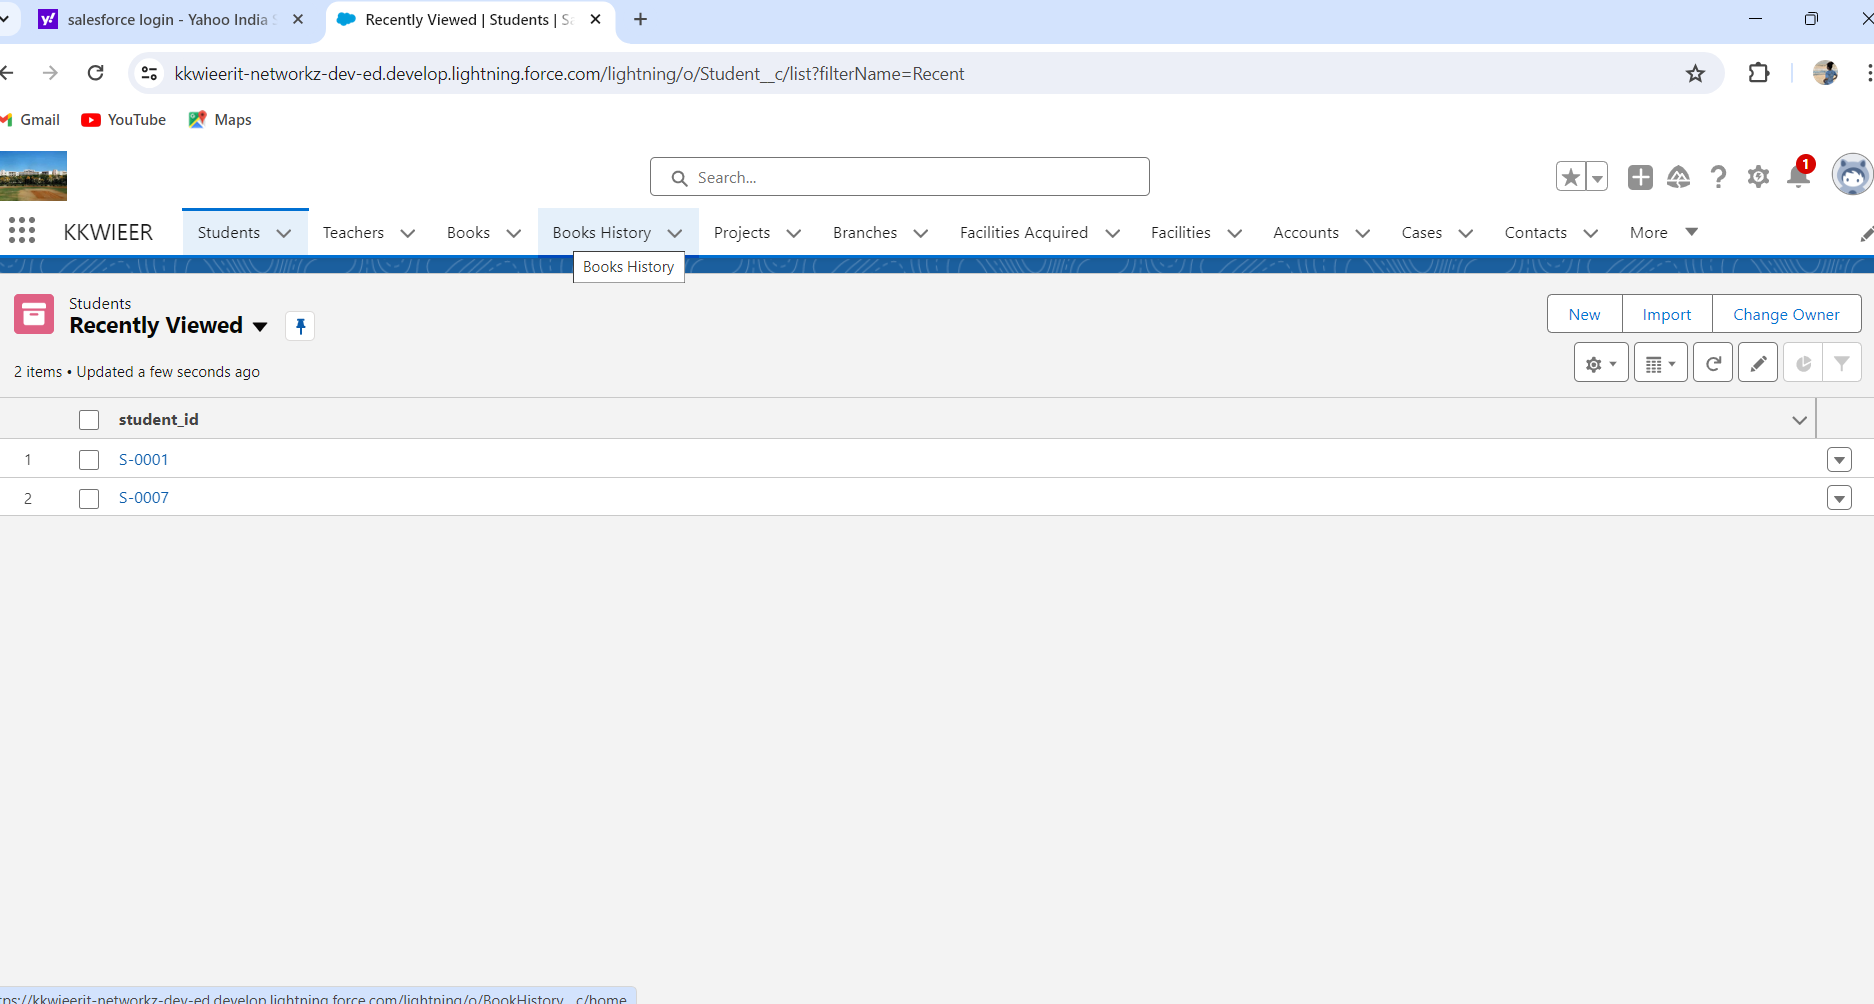 salesforce login - Yahoo India
Recently Viewed | Students |
kkwieerit-networkz-dev-ed.develop.lightning.force.com/lightning/o/Student__c/list?filterName=Recent
Gmail YouTube Maps
Search...
1
KKWIEER Students Teachers Books Books History Projects Branches Facilities Acquired Facilities Accounts Cases Contacts More
Books History
Students
Recently Viewed
New Import Change Owner
2 items • Updated a few seconds ago
student_id
1 S-0001
2 S-0007
://kkwieerit-networkz-dev-ed.develop.lightning.force.com/lightning/o/BookHistory__c/home